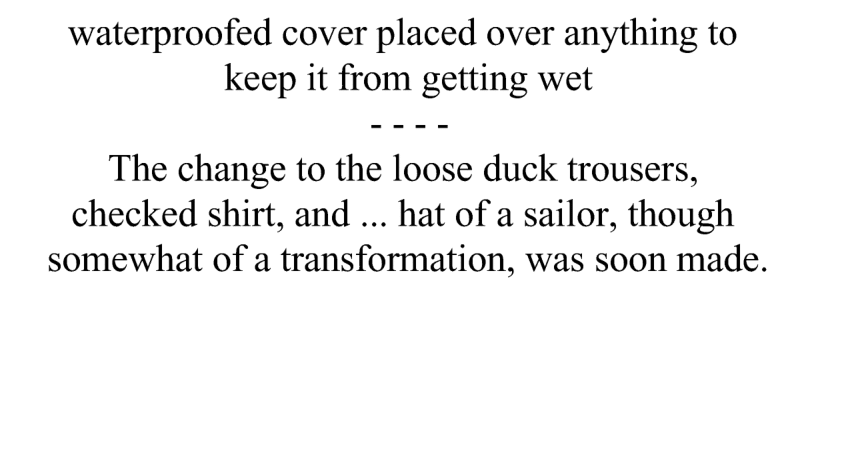 waterproofed cover placed over anything to
keep it from getting wet
- - - -
The change to the loose duck trousers,
checked shirt, and ... hat of a sailor, though
somewhat of a transformation, was soon made.